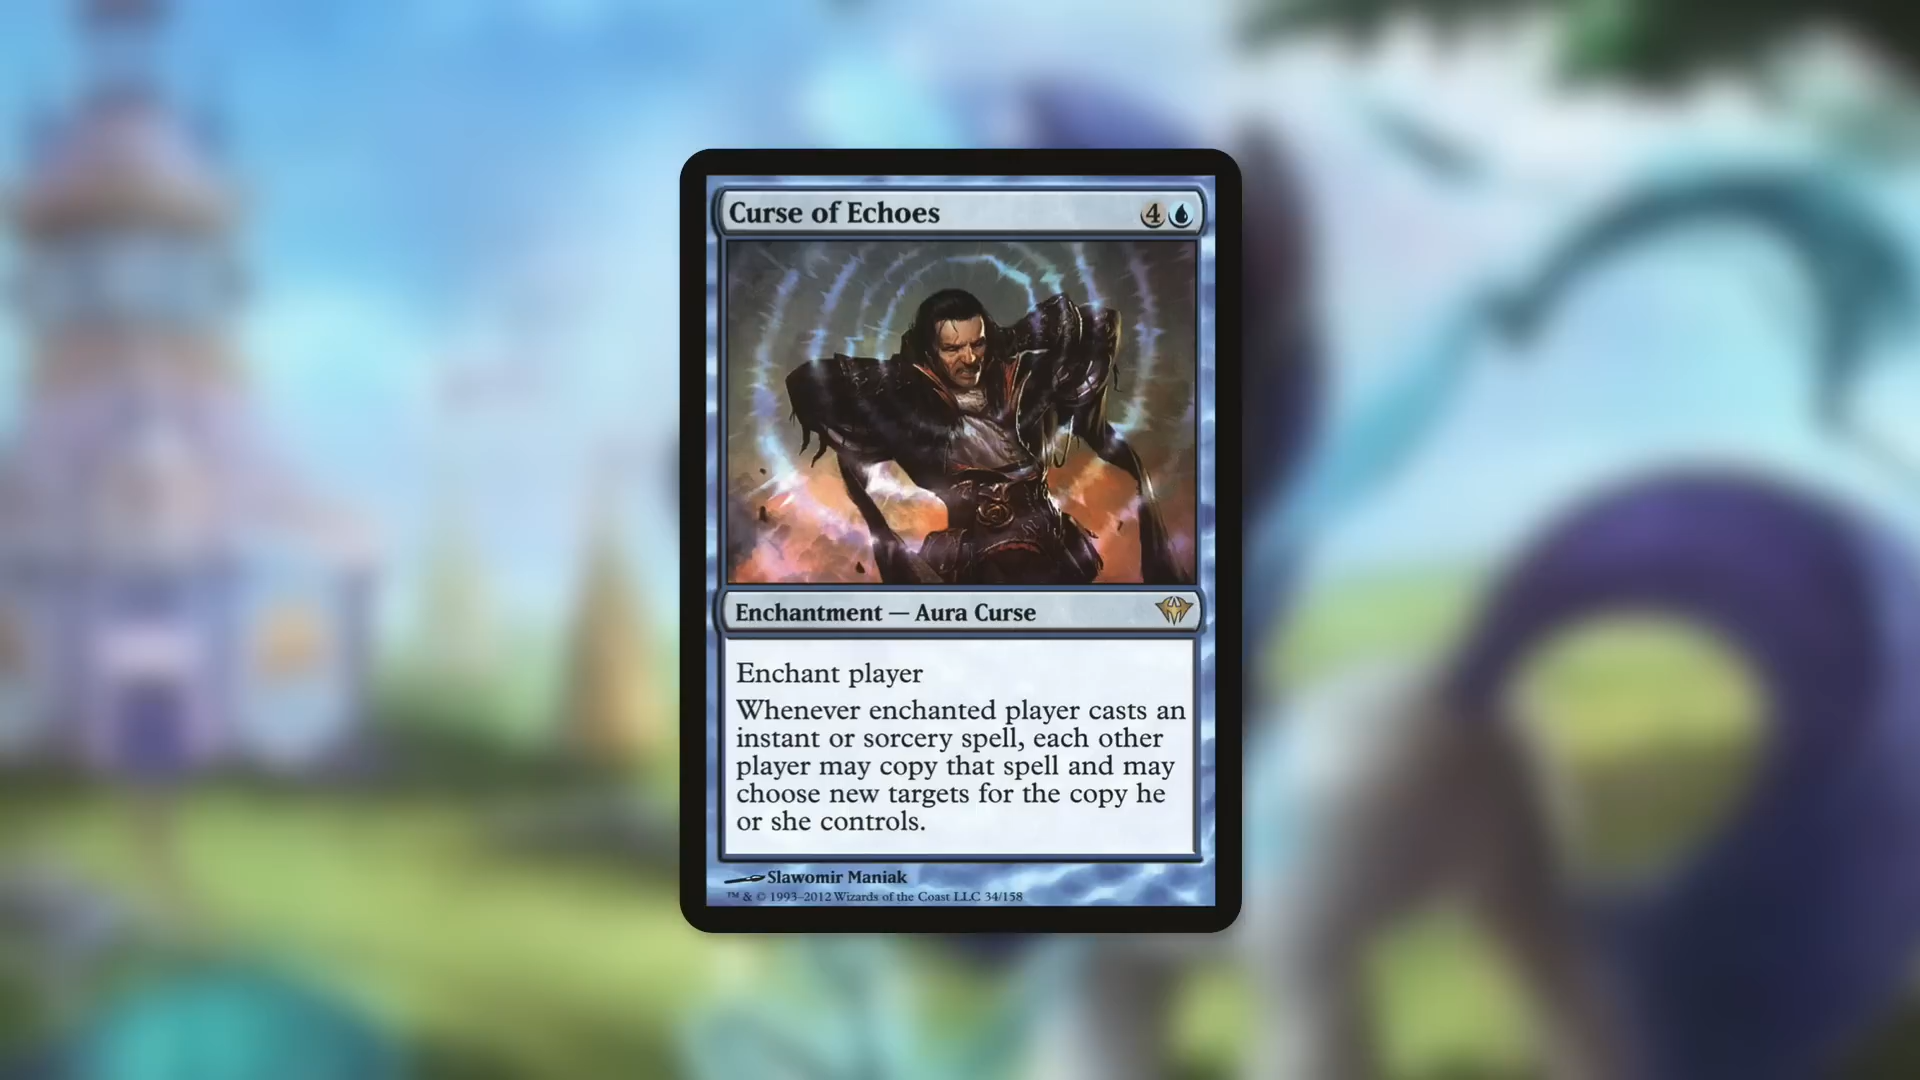 Curse of Echoes 4
Enchantment — Aura Curse
Enchant player
Whenever enchanted player casts an
instant or sorcery spell, each other
player may copy that spell and may
choose new targets for the copy he
or she controls.
Slawomir Maniak
™ & © 1993–2012 Wizards of the Coast LLC 34/158